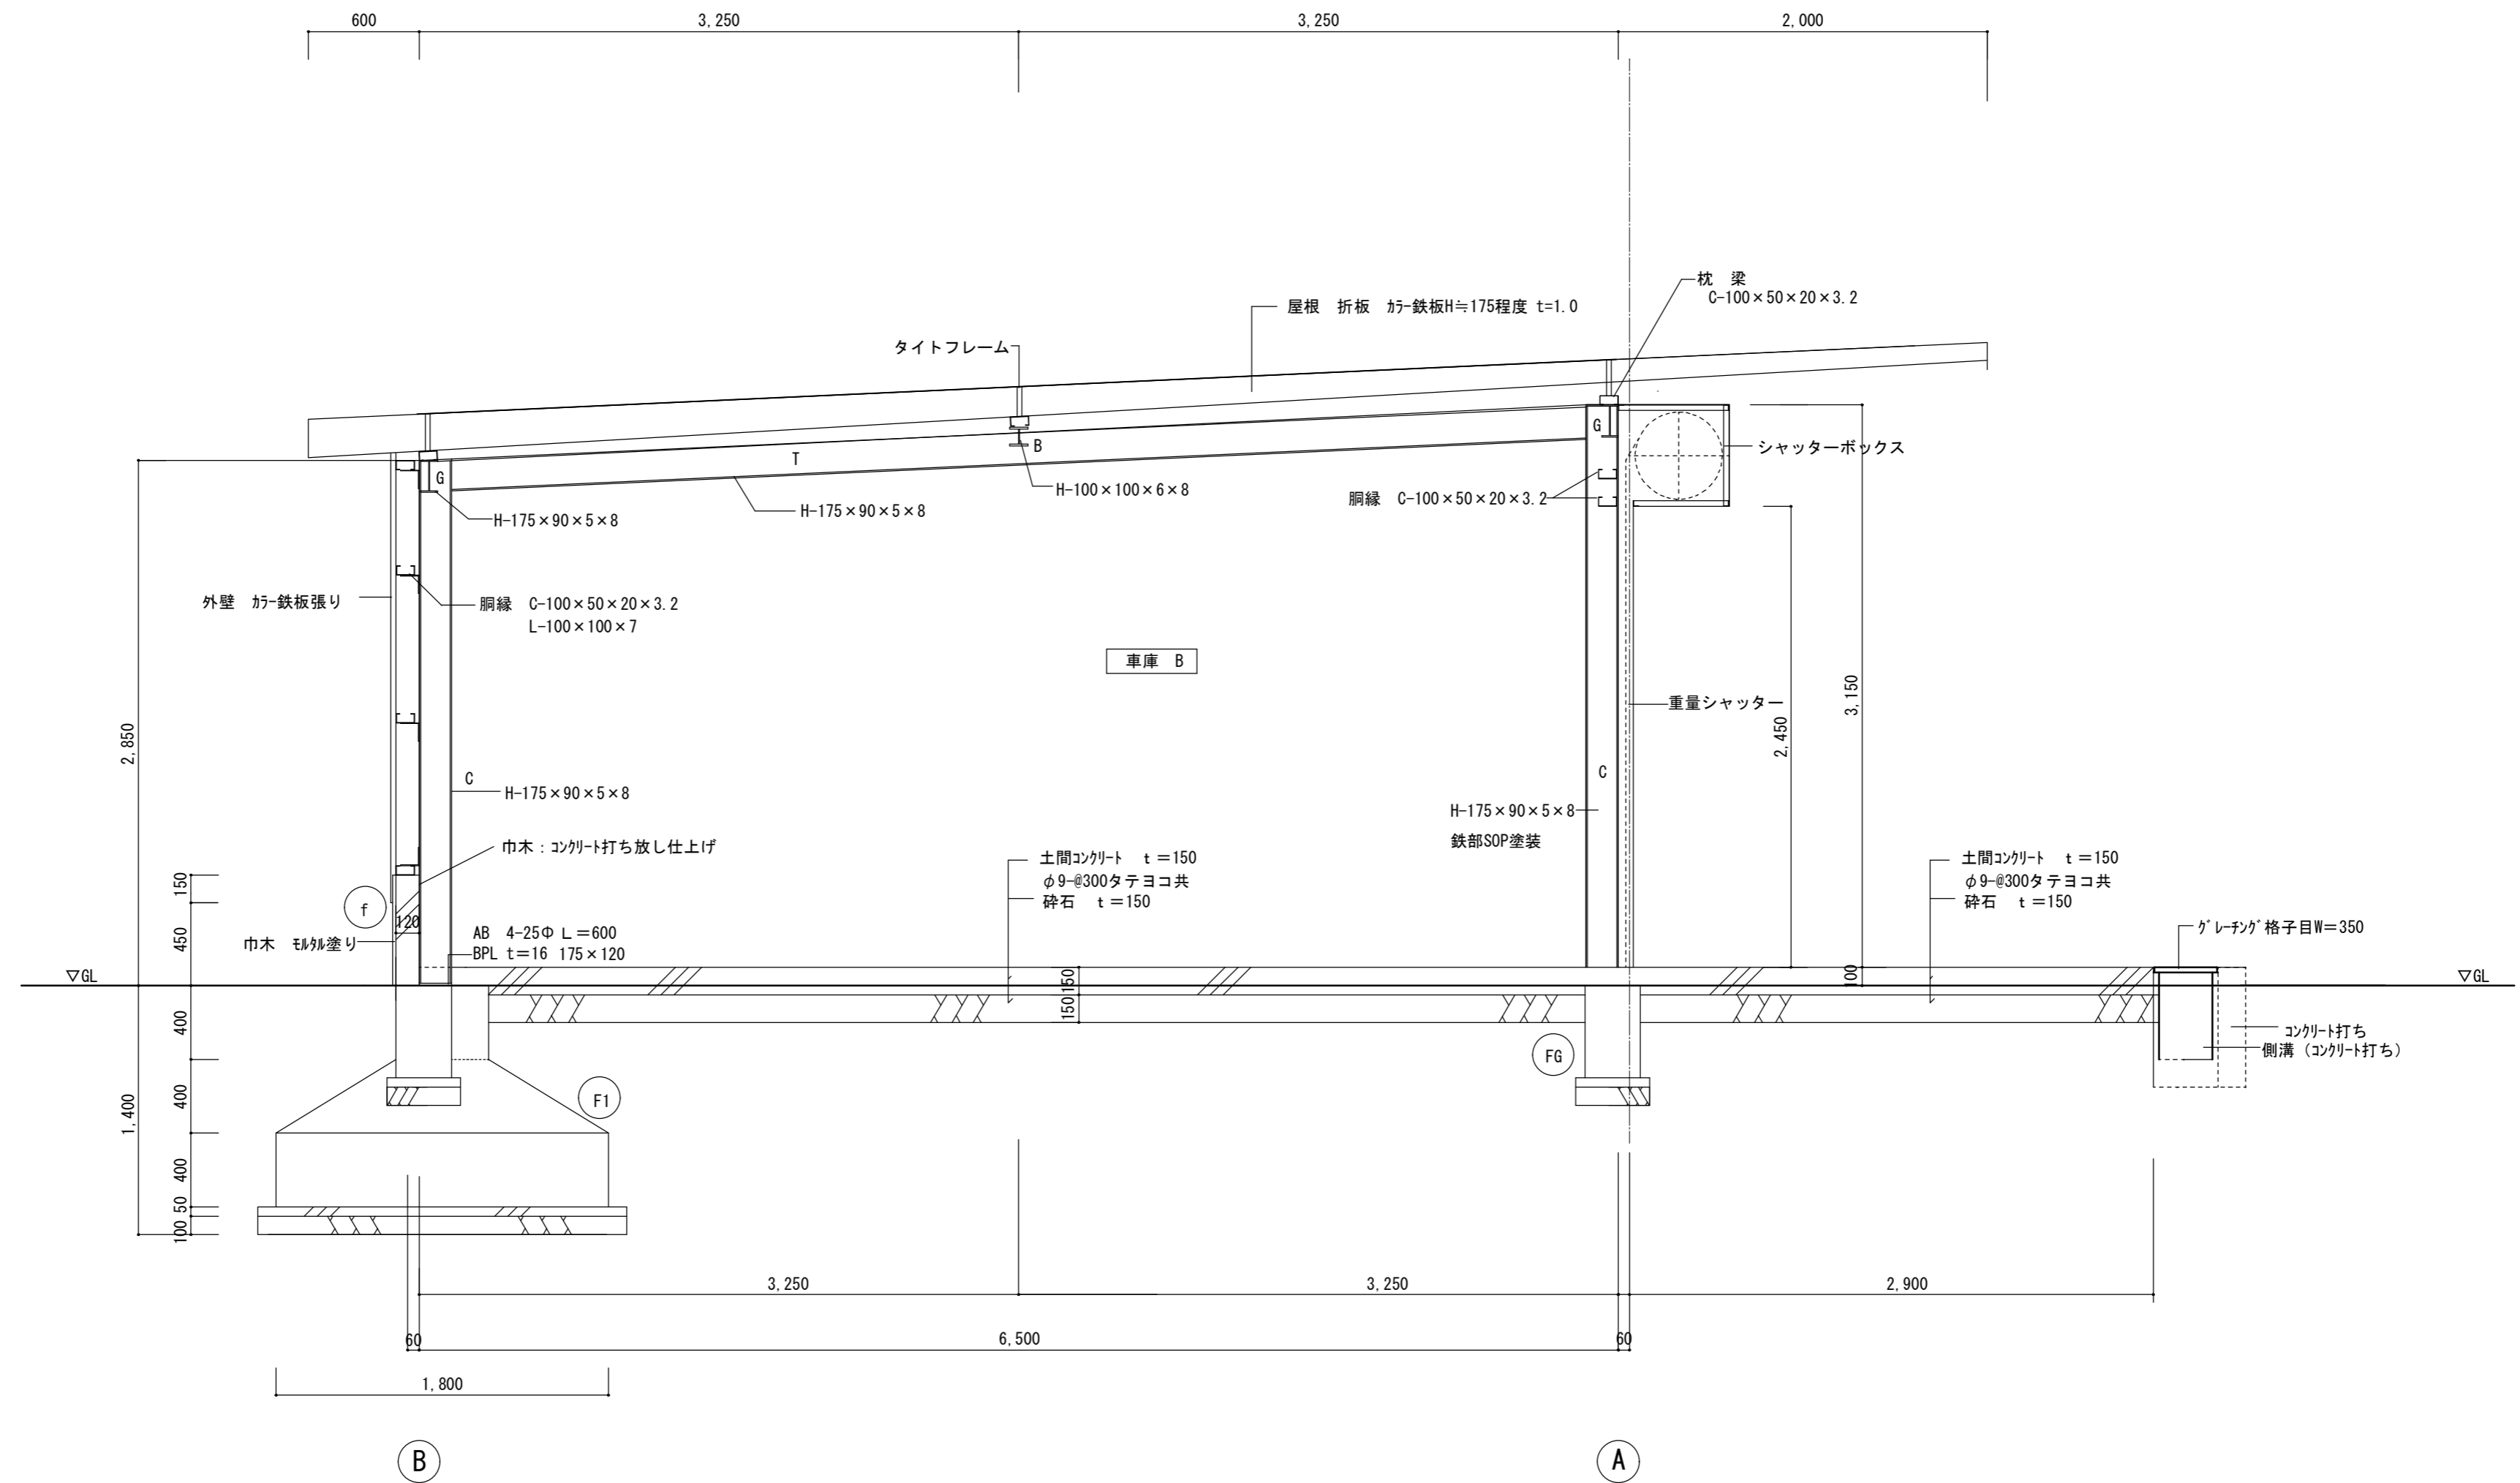 600
3,250
3,250
2,000
枕 梁
C-100×50×20×3.2
屋根 折板 ｶﾗｰ鉄板H≒175程度 t=1.0
タイトフレーム
G
シャッターボックス
B
T
G
H-100×100×6×8
胴縁 C-100×50×20×3.2
H-175×90×5×8
H-175×90×5×8
外壁 ｶﾗｰ鉄板張り
胴縁 C-100×50×20×3.2
L-100×100×7
車庫 B
重量シャッター
3,150
2,450
2,850
C
H-175×90×5×8
C
H-175×90×5×8
鉄部SOP塗装
巾木：ｺﾝｸﾘｰﾄ打ち放し仕上げ
土間ｺﾝｸﾘｰﾄ t＝150
φ9-@300タテヨコ共
砕石 t＝150
土間ｺﾝｸﾘｰﾄ t＝150
φ9-@300タテヨコ共
砕石 t＝150
150
f
120
450
巾木 ﾓﾙﾀﾙ塗り
AB 4-25Φ L＝600
BPL t=16 175×120
ｸﾞﾚｰﾁﾝｸﾞ格子目W＝350
▽GL
▽GL
150
150
100
400
ｺﾝｸﾘｰﾄ打ち
側溝（ｺﾝｸﾘｰﾄ打ち）
FG
F1
400
1,400
400
50
100
3,250
3,250
2,900
60
6,500
60
1,800
B
A